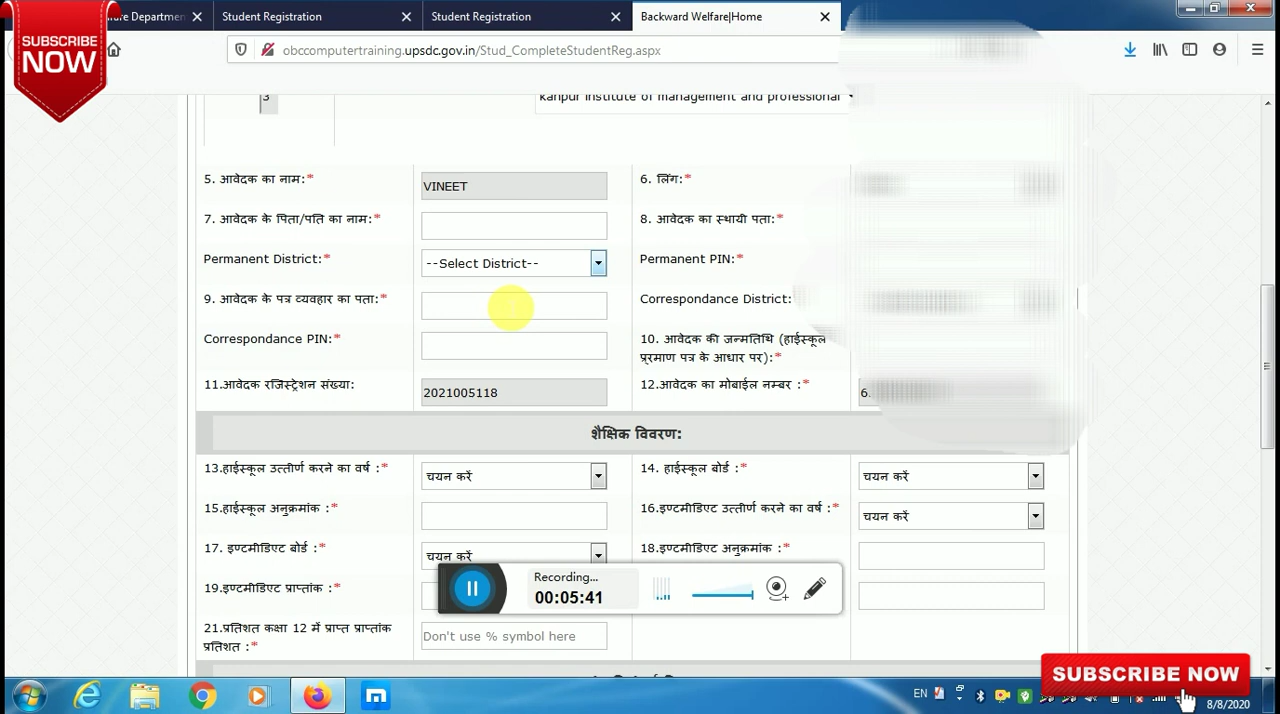 fare Departmen
Student Registration
Student Registration
Backward Welfare|Home
SUBSCRIBE
NOW
obccomputertraining.upsdc.gov.in/Stud_CompleteStudentReg.aspx
3
kanpur institute of management and professional
5. आवेदक का नाम:*
VINEET
6. लिंग:*
7. आवेदक के पिता/पति का नाम:*
8. आवेदक का स्थायी पता:*
Permanent District:*
--Select District--
Permanent PIN:*
9. आवेदक के पत्र व्यवहार का पता:*
Correspondance District:
Correspondance PIN:*
10. आवेदक की जन्मतिथि (हाईस्कूल
प्र्माण पत्र के आधार पर):*
11.आवेदक रजिस्ट्रेशन संख्या:
2021005118
12.आवेदक का मोबाईल नम्बर :*
6
शैक्षिक विवरण:
13.हाईस्कूल उत्तीर्ण करने का वर्ष :*
चयन करें
14. हाईस्कूल बोर्ड :*
चयन करें
15.हाईस्कूल अनुक्रमांक :*
16.इण्टमीडिएट उत्तीर्ण करने का वर्ष :*
चयन करें
17. इण्टमीडिएट बोर्ड :*
चयन करें
18.इण्टमीडिएट अनुक्रमांक :*
19.इण्टमीडिएट प्राप्तांक :*
Recording...
00:05:41
21.प्रतिशत कक्षा 12 में प्राप्त प्राप्तांक
प्रतिशत :*
Don't use % symbol here
SUBSCRIBE NOW
EN
8/8/2020